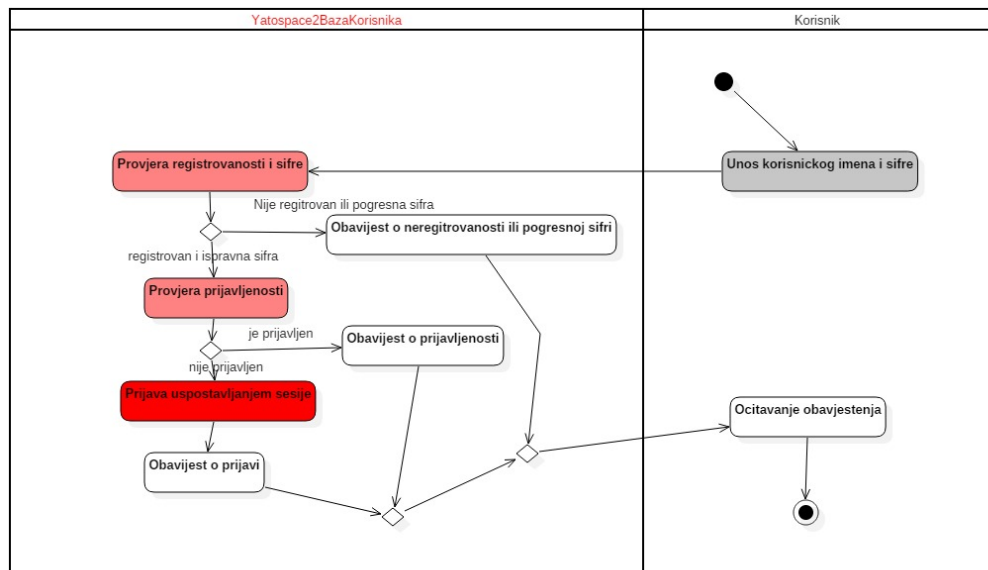 Yatospace2BazaKorisnika
Korisnik
Provjera registrovanosti i sifre
Unos korisnickog imena i sifre
Nije regitrovan ili pogresna sifra
Obavijest o neregitrovanosti ili pogresnoj sifri
registrovan i ispravna sifra
Provjera prijavljenosti
je prijavljen
Obavijest o prijavljenosti
nije prijavljen
Prijava uspostavljanjem sesije
Ocitavanje obavjestenja
Obavijest o prijavi